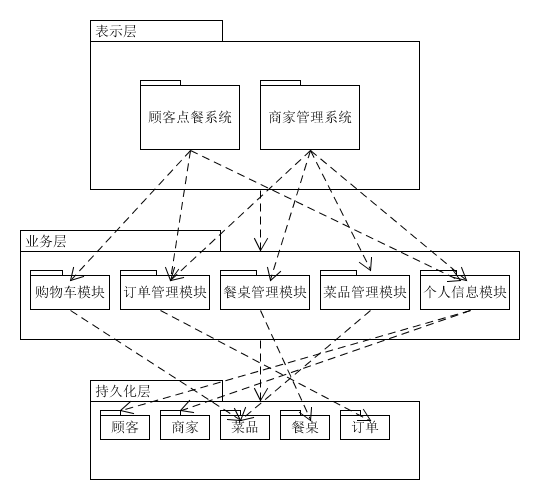 表示层
顾客点餐系统
商家管理系统
业务层
购物车模块
订单管理模块
餐桌管理模块
菜品管理模块
个人信息模块
持久化层
顾客
商家
菜品
餐桌
订单